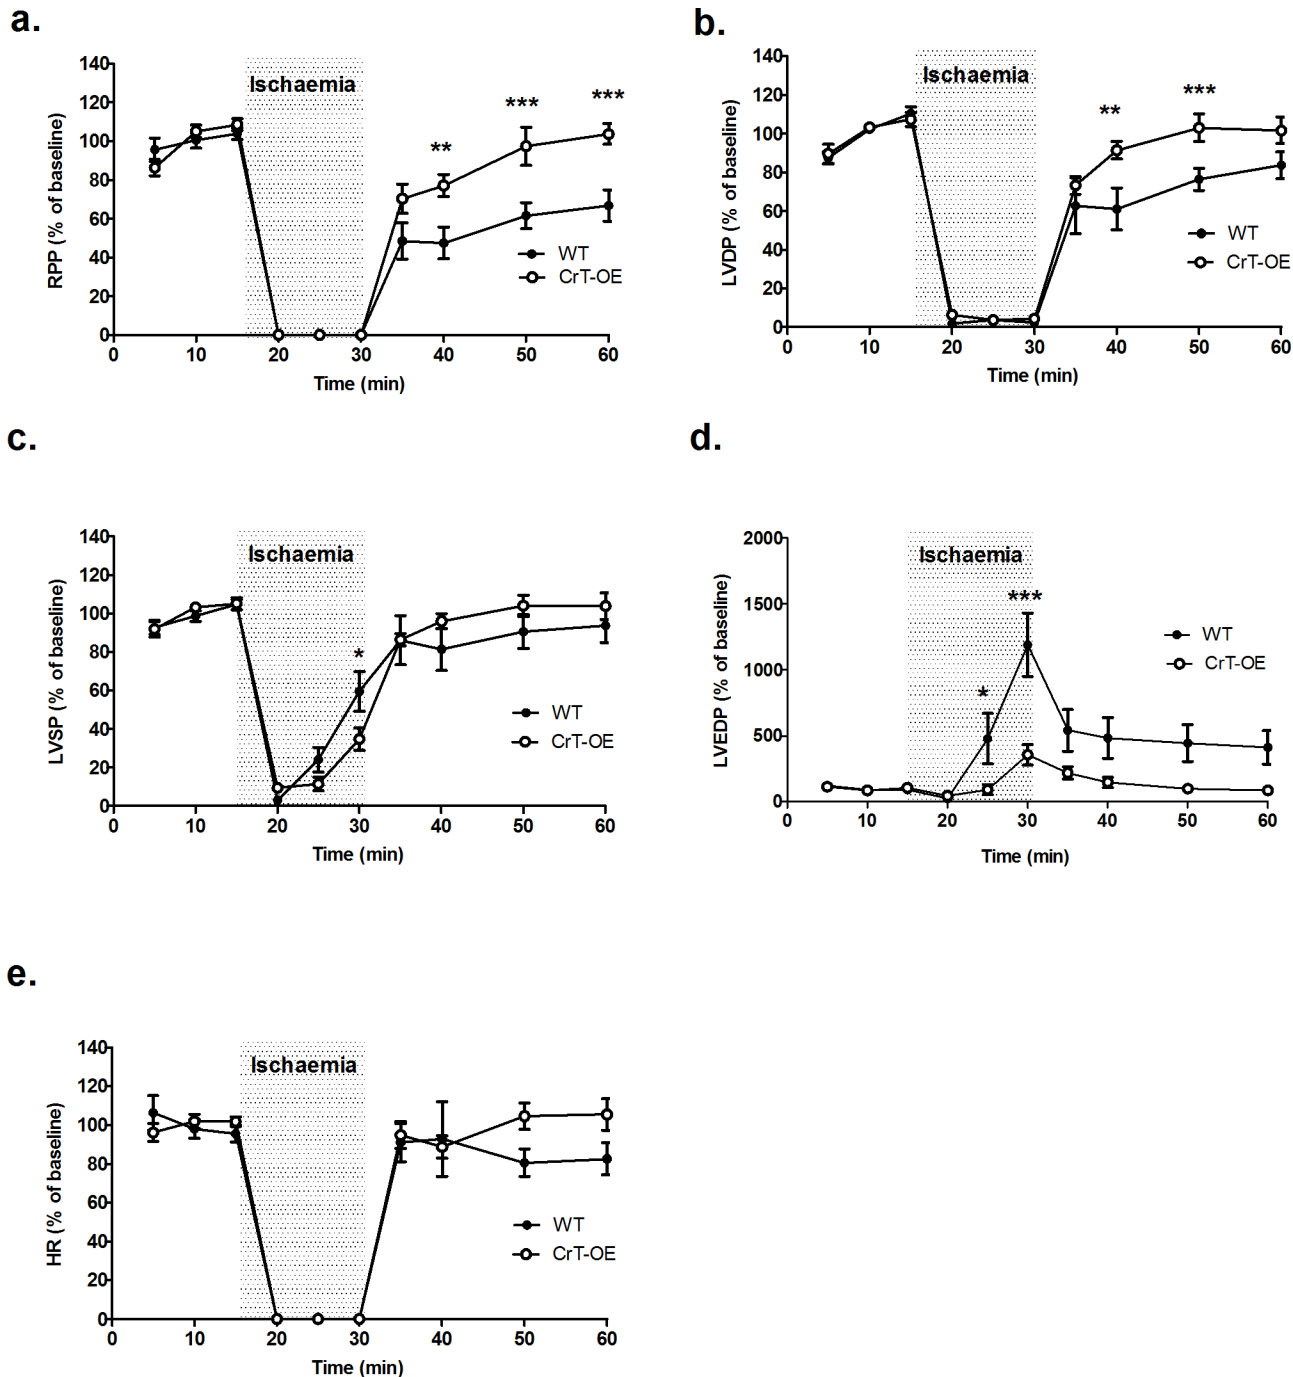 a.
RPP (% of baseline)
140
120
100
80
60
40
20
0
Ischaemia
**
***
***
WT
CrT-OE
0 10 20 30 40 50 60
Time (min)
b.
LVDP (% of baseline)
140
120
100
80
60
40
20
0
Ischaemia
**
***
WT
CrT-OE
0 10 20 30 40 50 60
Time (min)
c.
LVSP (% of baseline)
140
120
100
80
60
40
20
0
Ischaemia
*
WT
CrT-OE
0 10 20 30 40 50 60
Time (min)
d.
LVEDP (% of baseline)
2000
1500
1000
500
0
Ischaemia
***
*
WT
CrT-OE
0 10 20 30 40 50 60
Time (min)
e.
HR (% of baseline)
140
120
100
80
60
40
20
0
Ischaemia
WT
CrT-OE
0 10 20 30 40 50 60
Time (min)